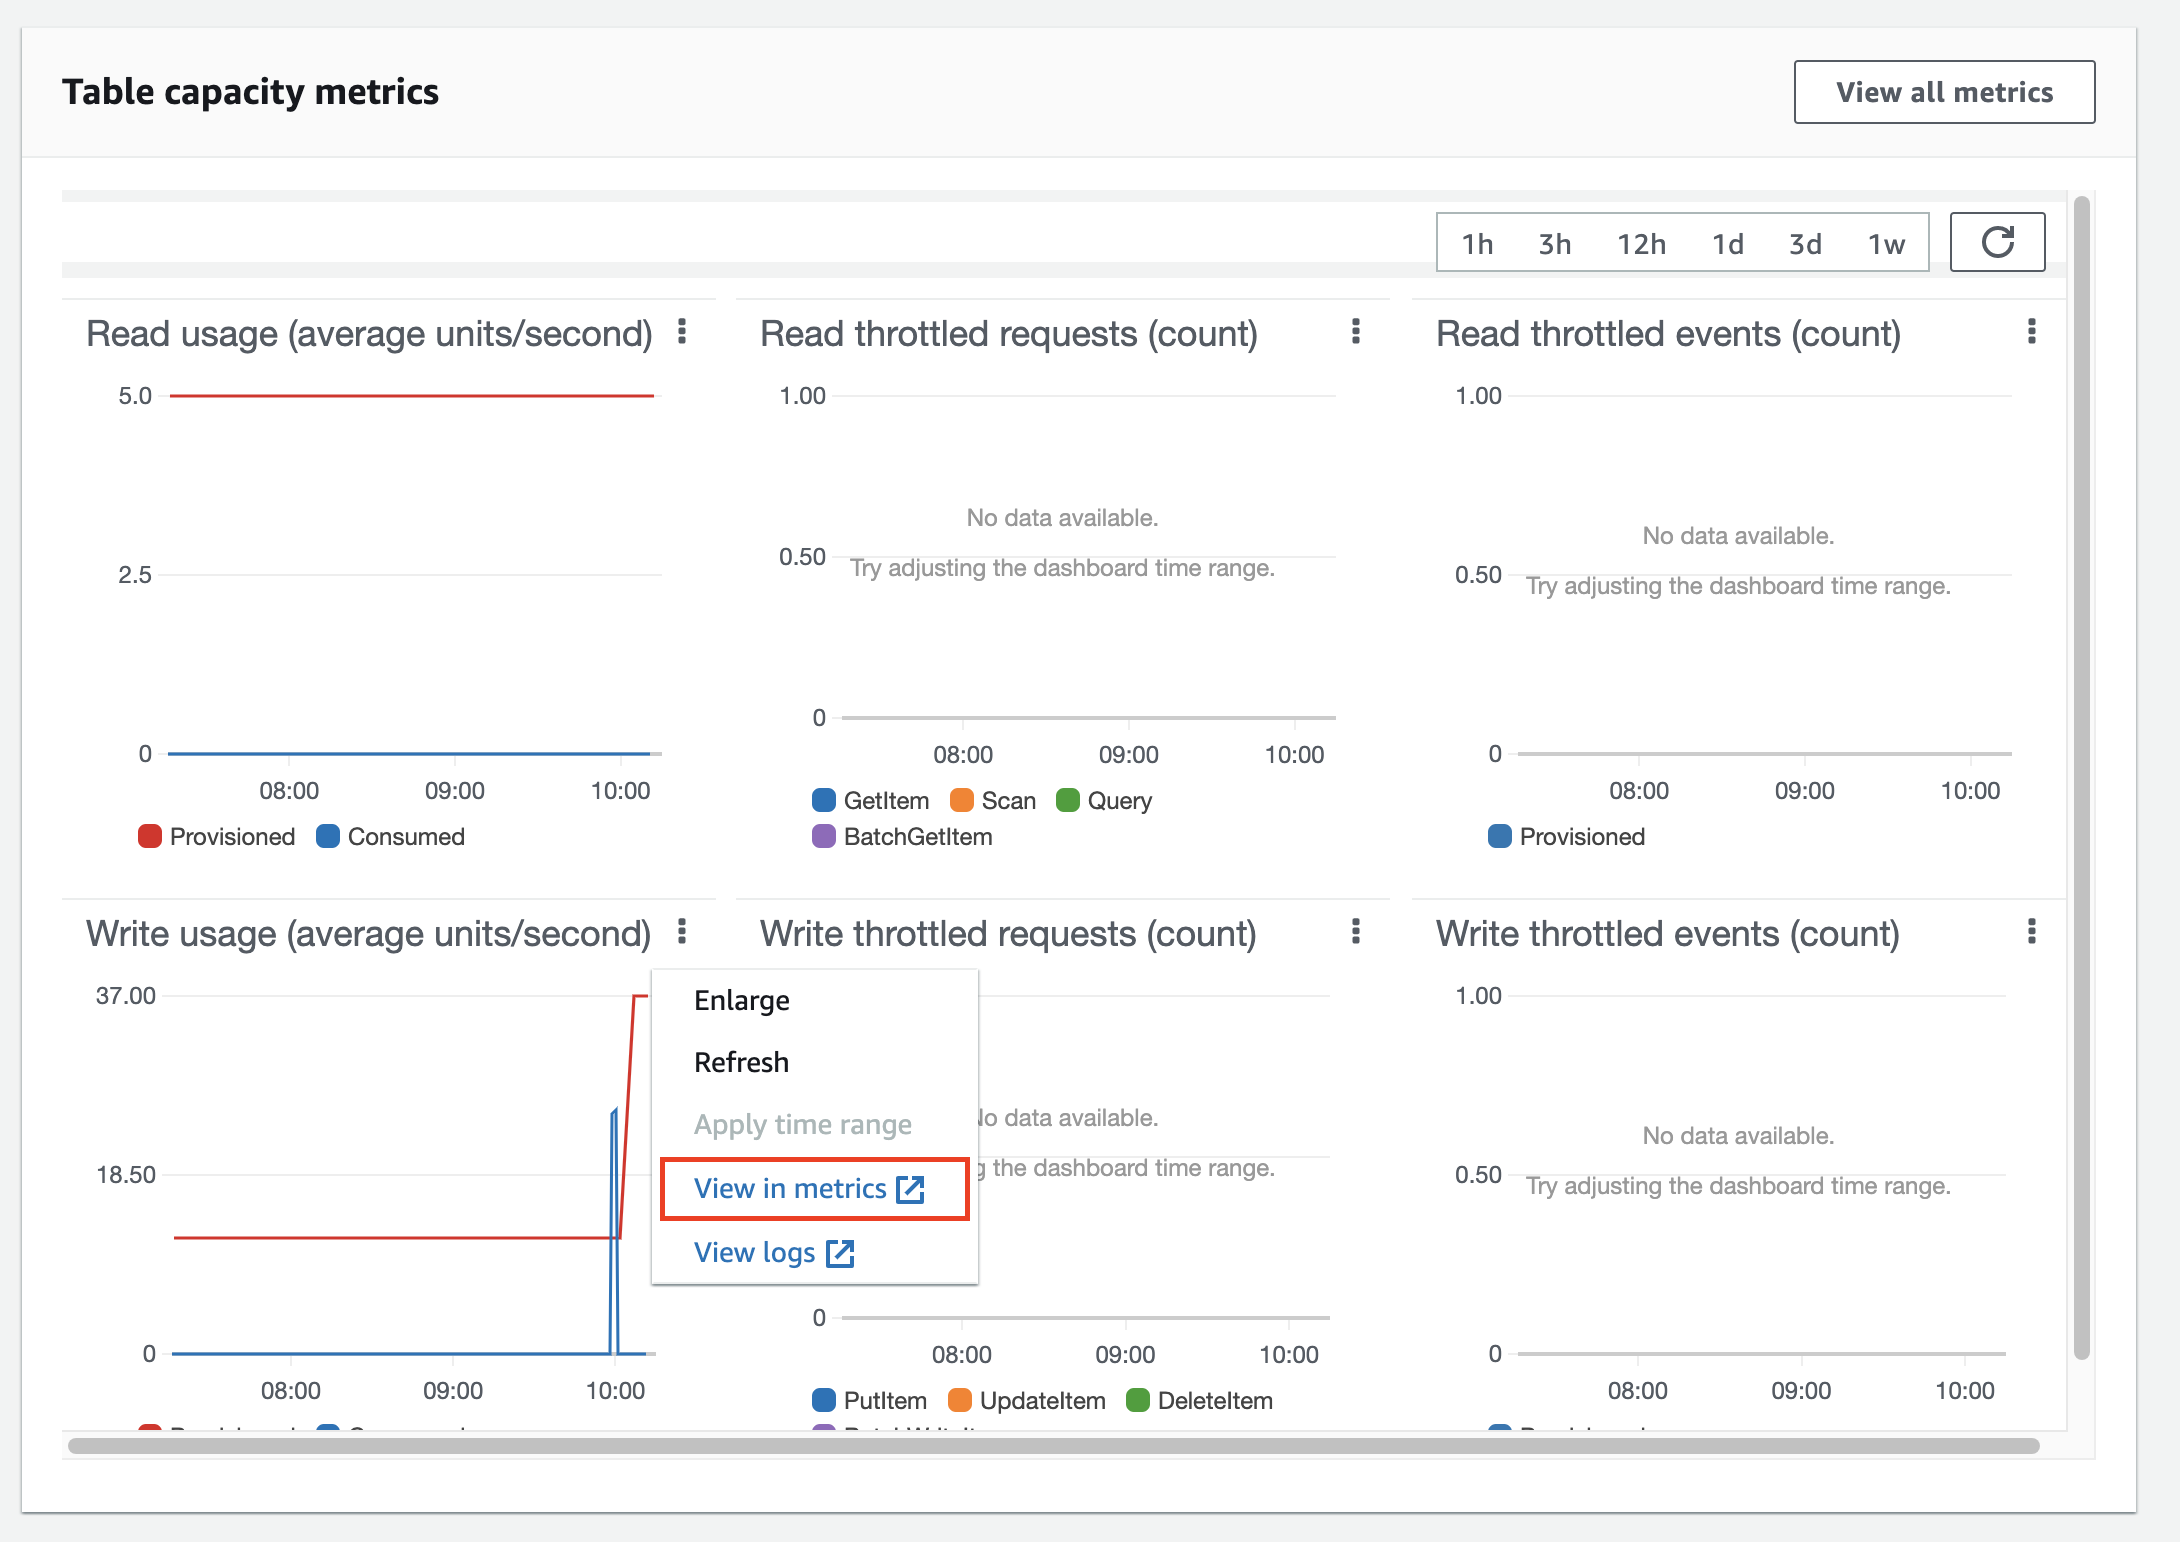 Table capacity metrics
View all metrics
1h 3h 12h 1d 3d 1w
Read usage (average units/second)
5.0
2.5
0
08:00 09:00 10:00
Provisioned Consumed
Read throttled requests (count)
1.00
No data available.
0.50
Try adjusting the dashboard time range.
0
08:00 09:00 10:00
GetItem Scan Query
BatchGetItem
Read throttled events (count)
1.00
No data available.
0.50
Try adjusting the dashboard time range.
0
08:00 09:00 10:00
Provisioned
Write usage (average units/second)
37.00
18.50
0
08:00 09:00 10:00
Enlarge
Refresh
Apply time range
View in metrics
View logs
Write throttled requests (count)
data available.
the dashboard time range.
0
08:00 09:00 10:00
PutItem UpdateItem DeleteItem
Write throttled events (count)
1.00
No data available.
0.50
Try adjusting the dashboard time range.
0
08:00 09:00 10:00